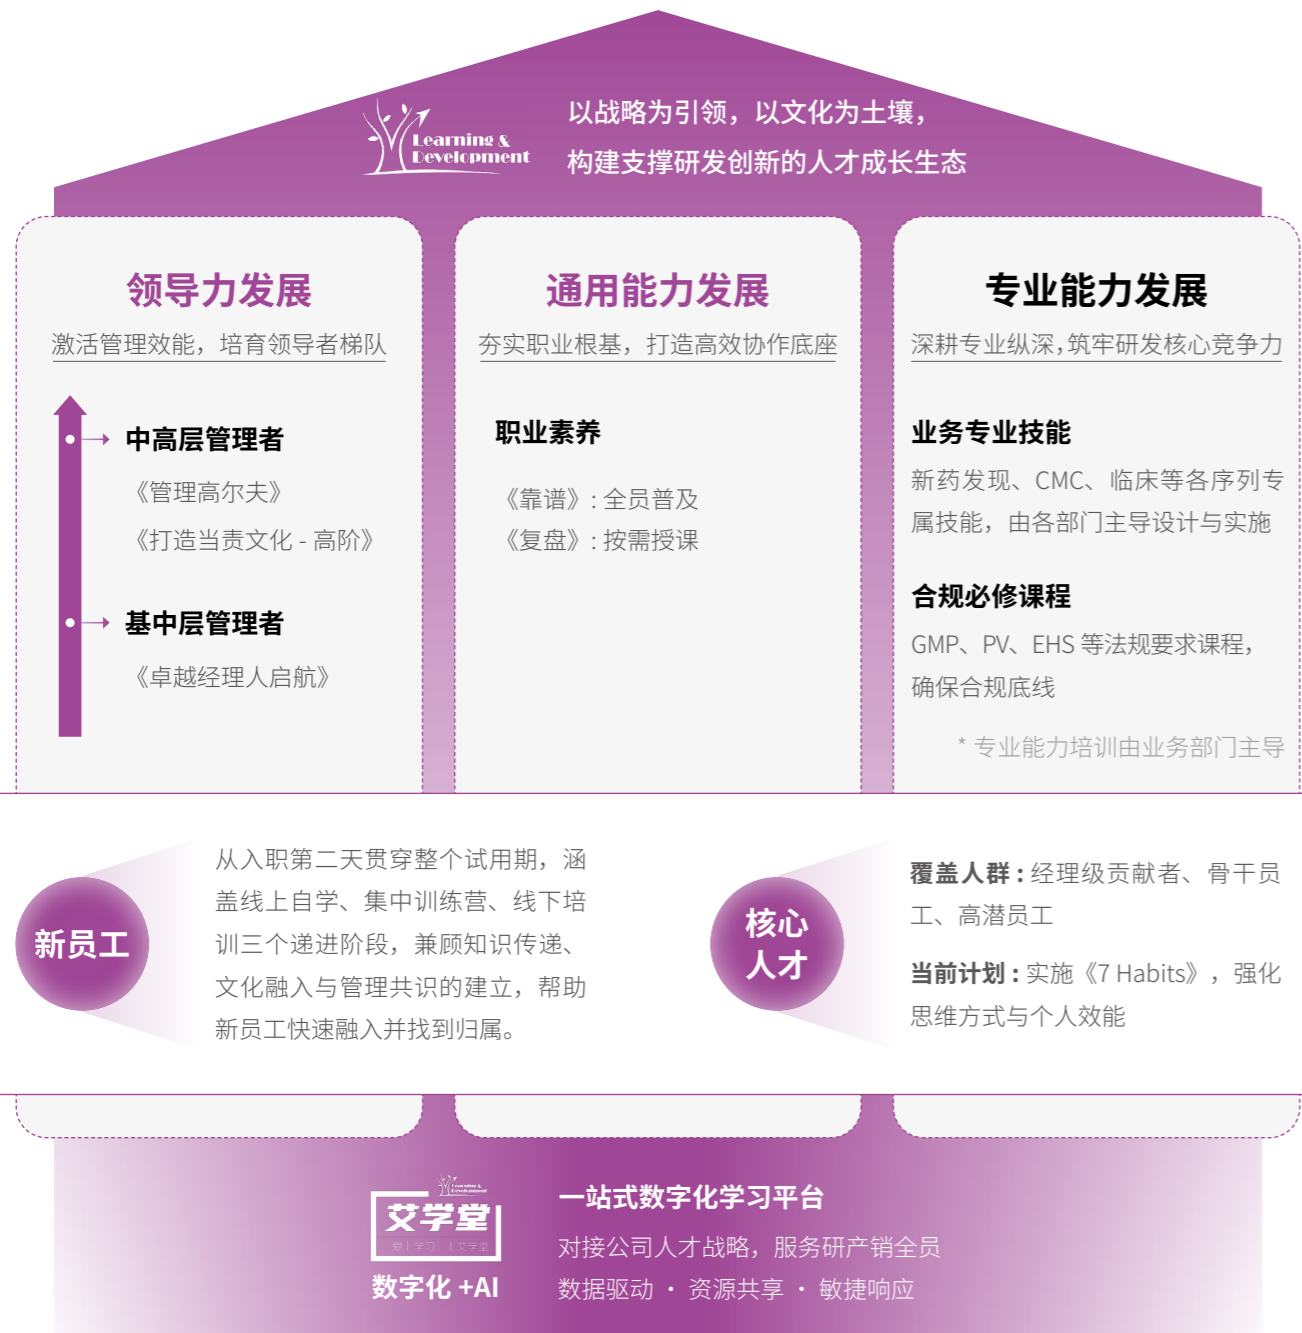 Learning &
Development
以战略为引领，以文化为土壤，
构建支撑研发创新的人才成长生态
领导力发展
激活管理效能，培育领导者梯队
中高层管理者
《管理高尔夫》
《打造当责文化 - 高阶》
基中层管理者
《卓越经理人启航》
通用能力发展
夯实职业根基，打造高效协作底座
职业素养
《靠谱》: 全员普及
《复盘》: 按需授课
专业能力发展
深耕专业纵深，筑牢研发核心竞争力
业务专业技能
新药发现、CMC、临床等各序列专
属技能，由各部门主导设计与实施
合规必修课程
GMP、PV、EHS 等法规要求课程，
确保合规底线
* 专业能力培训由业务部门主导
新员工
从入职第二天贯穿整个试用期，涵
盖线上自学、集中训练营、线下培
训三个递进阶段，兼顾知识传递、
文化融入与管理共识的建立，帮助
新员工快速融入并找到归属。
核心
人才
覆盖人群 : 经理级贡献者、骨干员
工、高潜员工
当前计划 : 实施《7 Habits》，强化
思维方式与个人效能
Learning &
Development
艾学堂
爱上学习，上艾学堂
数字化 +AI
一站式数字化学习平台
对接公司人才战略，服务研产销全员
数据驱动 · 资源共享 · 敏捷响应